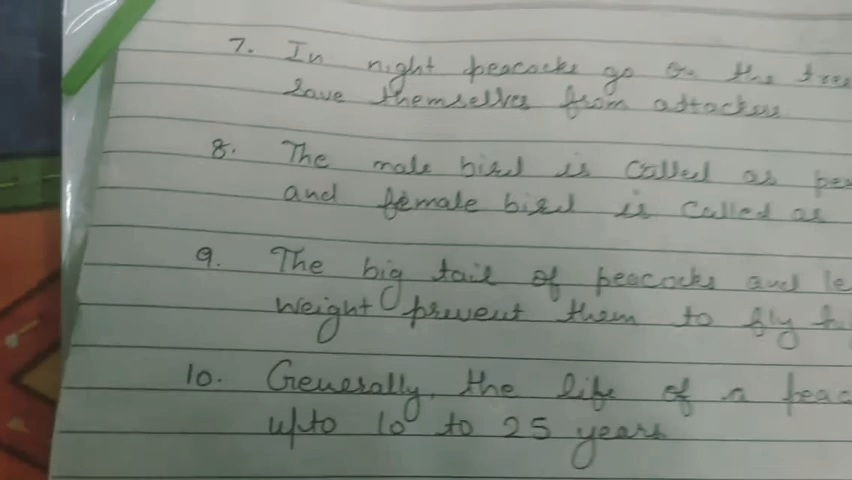 7. In night peacocks go on the tree
save themselves from attackers
8. The male bird is called as
and female bird is called as
9. The big tail of peacocks and
weight prevent them to fly
10. Generally, the life of a
upto 10 to 25 years